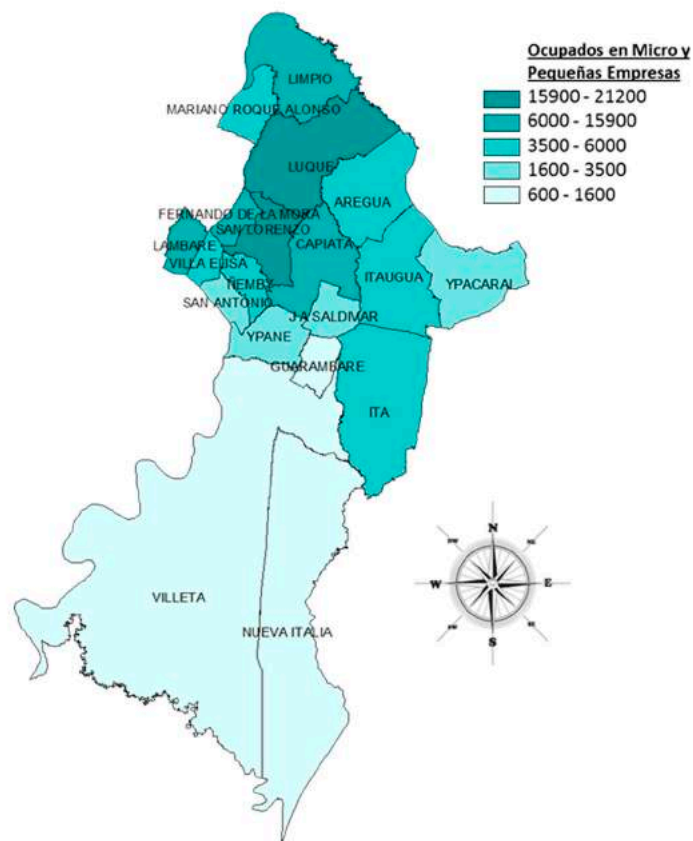 Ocupados en Micro y
Pequeñas Empresas
15900 - 21200
6000 - 15900
3500 - 6000
1600 - 3500
600 - 1600
LIMPIO
MARIANO ROQUE ALONSO
LUQUE
AREGUA
FERNANDO DE LA MORA
SAN LORENZO
CAPIATA
LAMBARE
VILLA ELISA
ITAUGUA
YPACARAI
ÑEMBY
SAN ANTONIO
J A SALDIVAR
YPANE
GUARAMBARE
ITA
N
W
E
S
VILLETA
NUEVA ITALIA